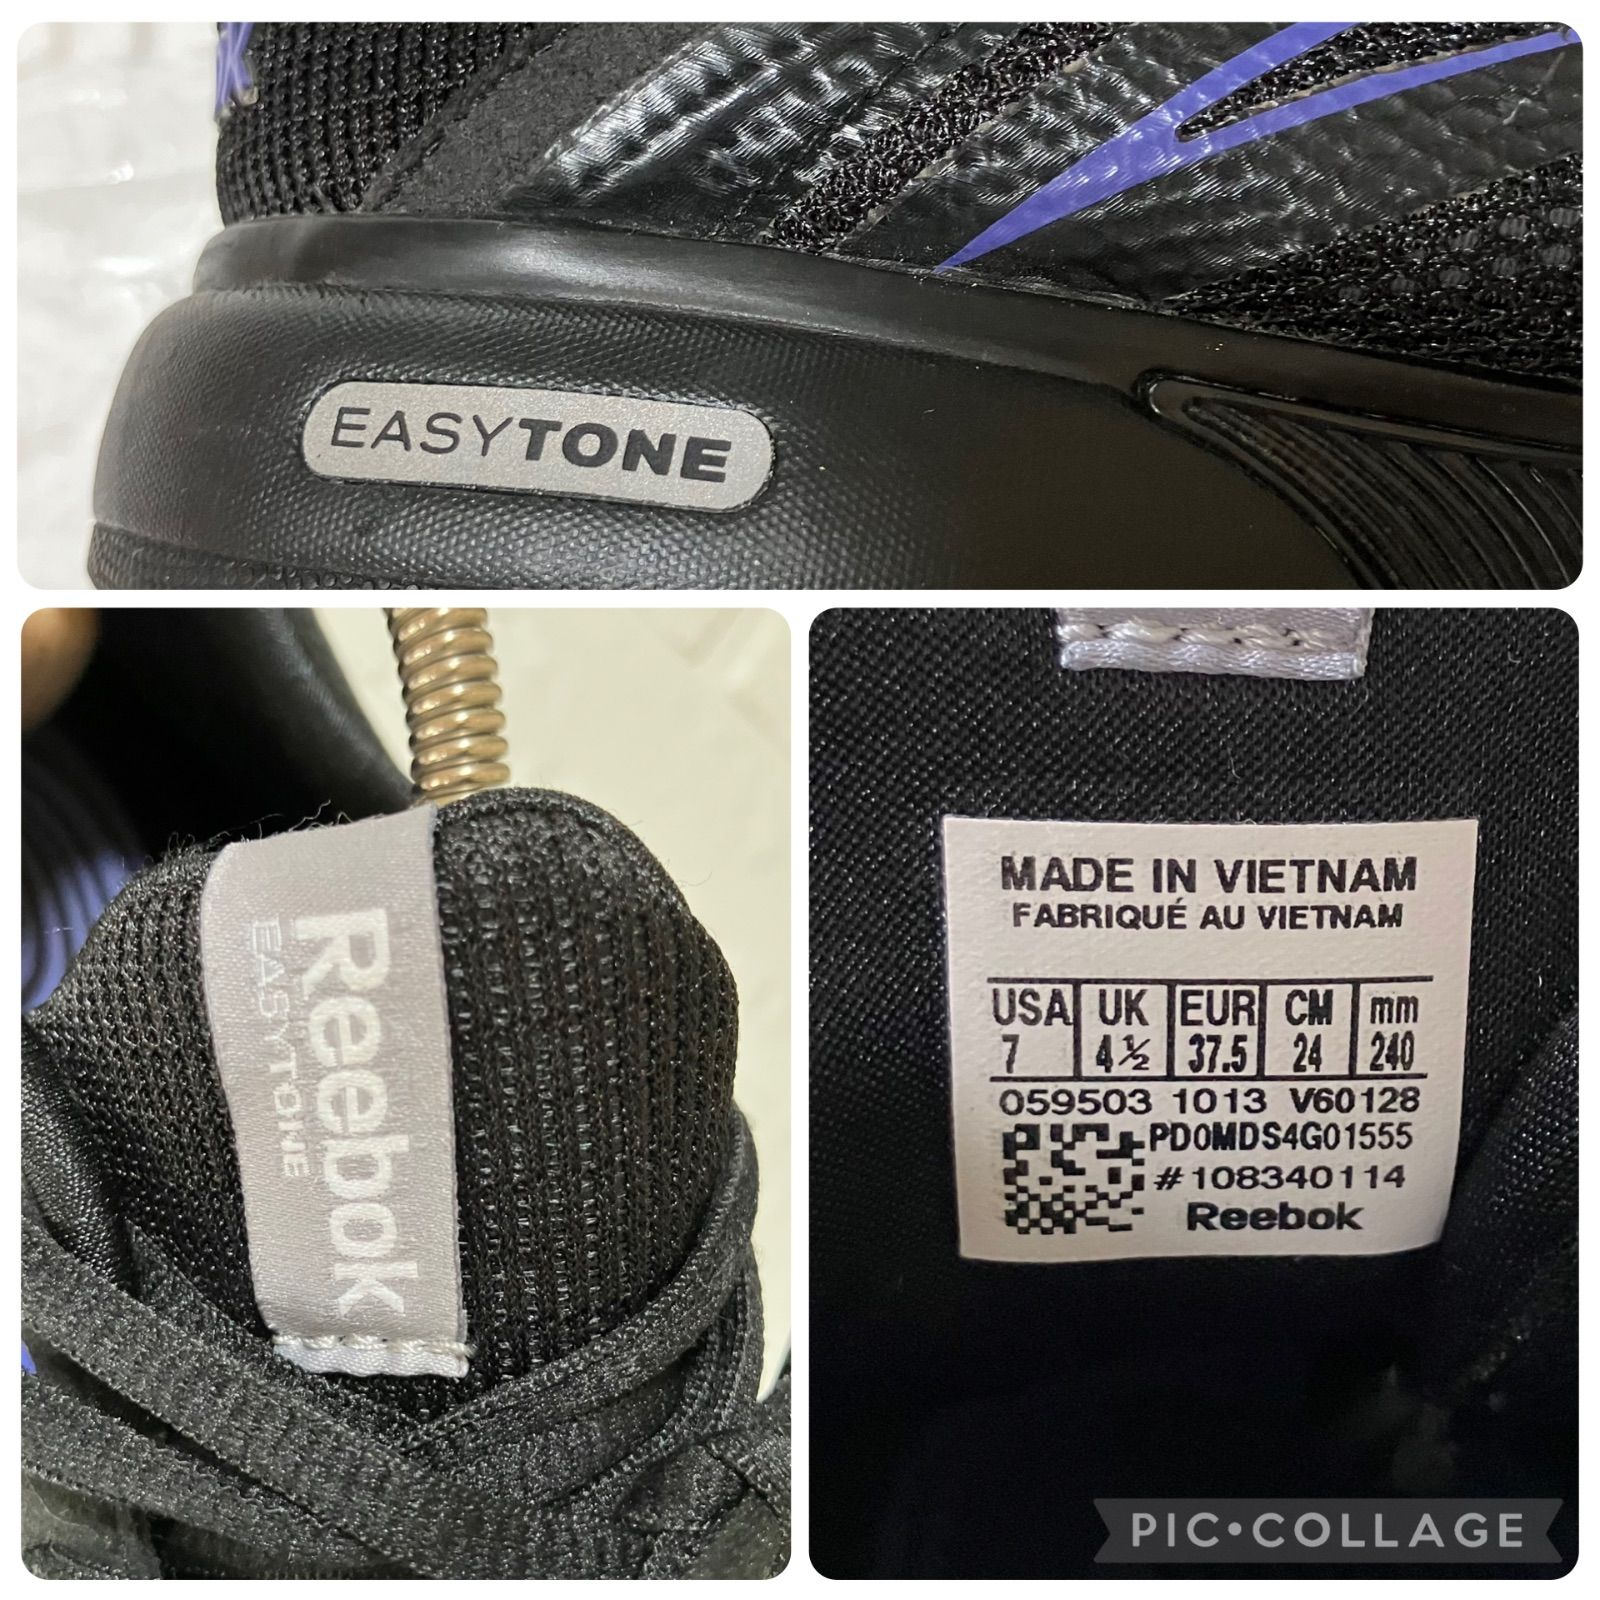 EASYTONE
Reebok
EASYTONE
MADE IN VIETNAM
FABRIQUÉ AU VIETNAM
USA UK EUR CM mm
7 4½ 37.5 24 240
059503 1013 V60128
PD0MDS4G01555
#108340114
Reebok
PIC•COLLAGE